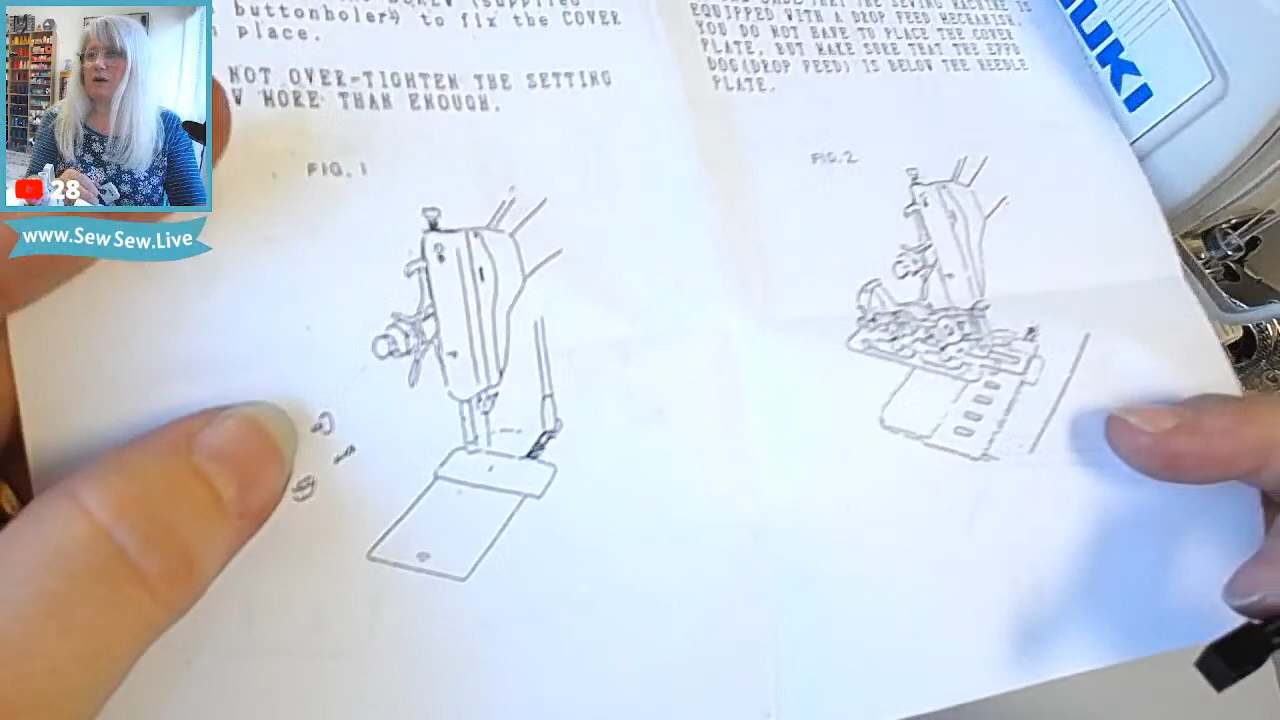 buttonholer) to fix the COVER
place.
NOT OVER-TIGHTEN THE SETTING
W MORE THAN ENOUGH.
FIG. 1
EQUIPPED WITH A DROP FEED MECHANISM.
YOU DO NOT HAVE TO PLACE THE COVER
PLATE, BUT MAKE SURE THAT THE
DOG(DROP FEED) IS BELOW THE NEEDLE
PLATE.
FIG.2
UKI
28
www.SewSew.Live